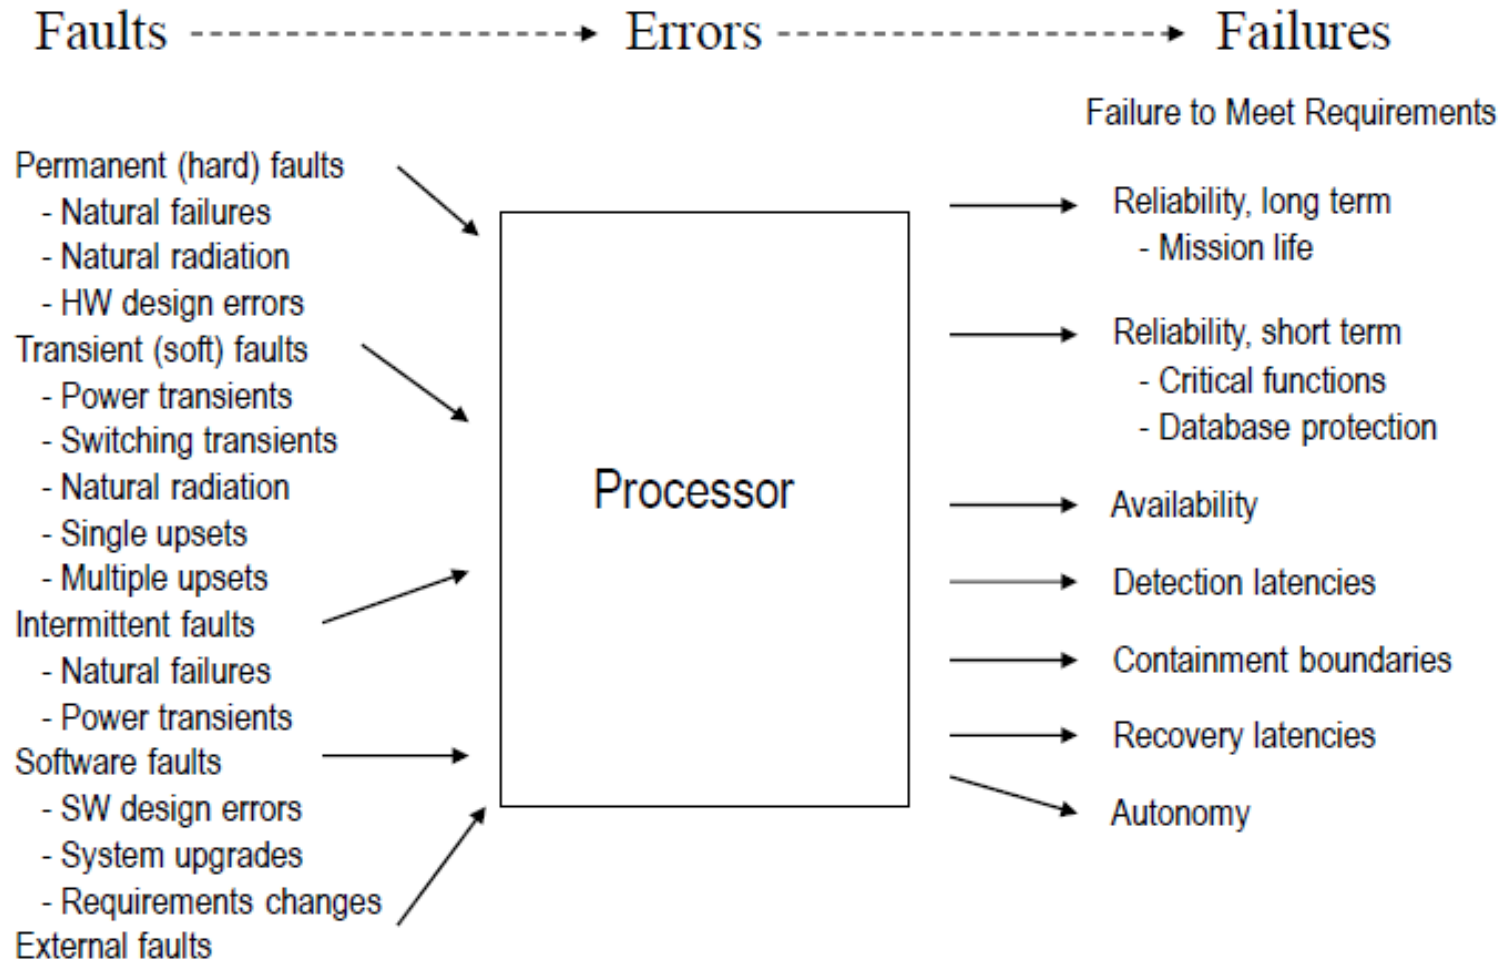 Faults Errors Failures
Failure to Meet Requirements
Permanent (hard) faults
- Natural failures
- Natural radiation
- HW design errors
Transient (soft) faults
- Power transients
- Switching transients
- Natural radiation
- Single upsets
- Multiple upsets
Intermittent faults
- Natural failures
- Power transients
Software faults
- SW design errors
- System upgrades
- Requirements changes
External faults
Processor
Reliability, long term
- Mission life
Reliability, short term
- Critical functions
- Database protection
Availability
Detection latencies
Containment boundaries
Recovery latencies
Autonomy